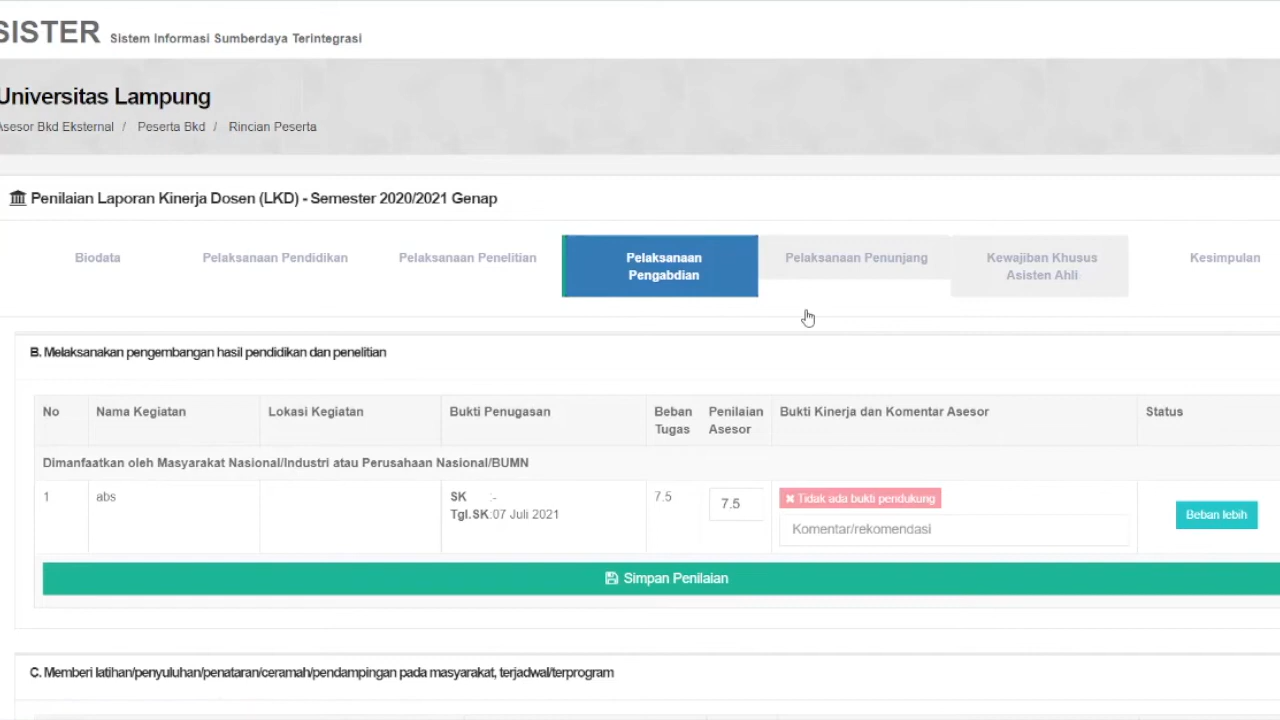 SISTER Sistem Informasi Sumberdaya Terintegrasi
Universitas Lampung
Asesor Bkd Eksternal / Peserta Bkd / Rincian Peserta
Penilaian Laporan Kinerja Dosen (LKD) - Semester 2020/2021 Genap
Biodata
Pelaksanaan Pendidikan
Pelaksanaan Penelitian
Pelaksanaan
Pengabdian
Pelaksanaan Penunjang
Kewajiban Khusus
Asisten Ahli
Kesimpulan
B. Melaksanakan pengembangan hasil pendidikan dan penelitian
No
Nama Kegiatan
Lokasi Kegiatan
Bukti Penugasan
Beban
Tugas
Penilaian
Asesor
Bukti Kinerja dan Komentar Asesor
Status
Dimanfaatkan oleh Masyarakat Nasional/Industri atau Perusahaan Nasional/BUMN
1
abs
SK :-
Tgl.SK:07 Juli 2021
7.5
7.5
Tidak ada bukti pendukung
Komentar/rekomendasi
Beban lebih
Simpan Penilaian
C. Memberi latihan/penyuluhan/penataran/ceramah/pendampingan pada masyarakat, terjadwal/terprogram